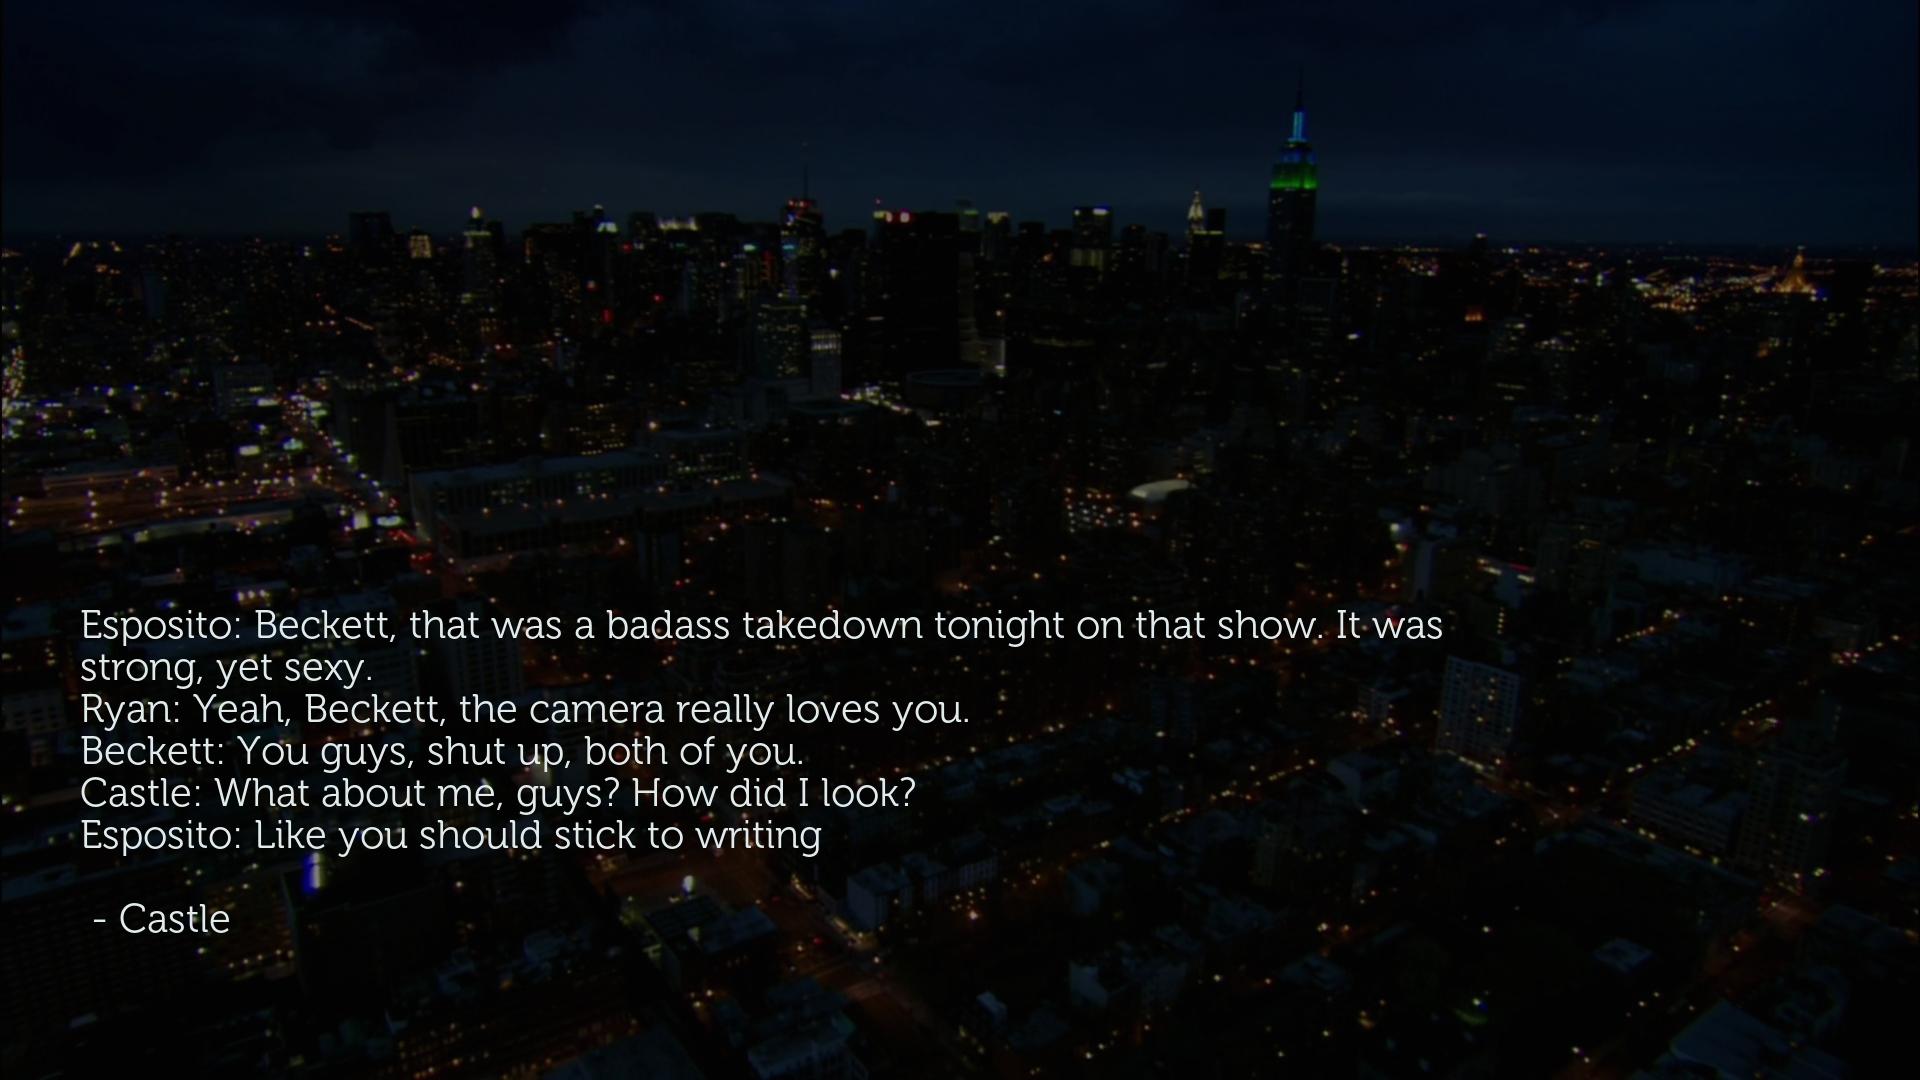 Esposito: Beckett, that was a badass takedown tonight on that show. It was
strong, yet sexy.
Ryan: Yeah, Beckett, the camera really loves you.
Beckett: You guys, shut up, both of you.
Castle: What about me, guys? How did I look?
Esposito: Like you should stick to writing
- Castle